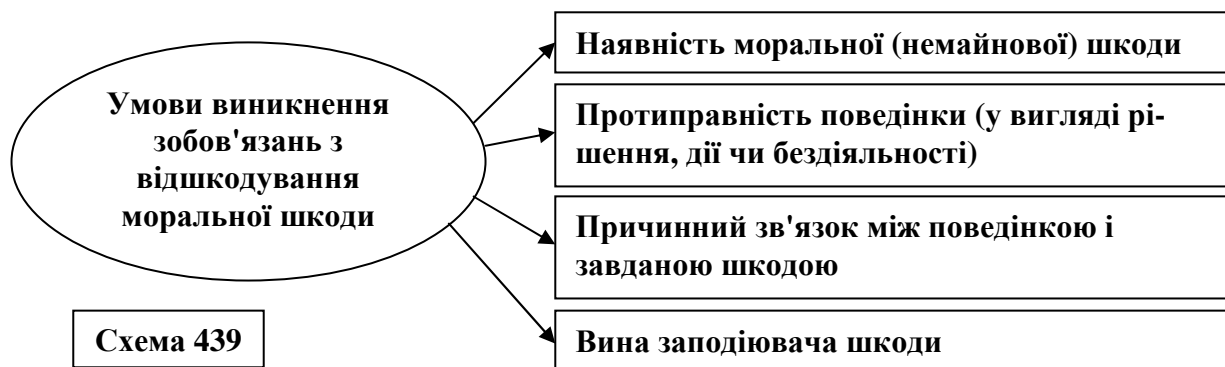 Умови виникнення
зобов'язань з
відшкодування
моральної шкоди
Наявність моральної (немайнової) шкоди
Протиправність поведінки (у вигляді рі-
шення, дії чи бездіяльності)
Причинний зв'язок між поведінкою і
завданою шкодою
Вина заподіювача шкоди
Схема 439